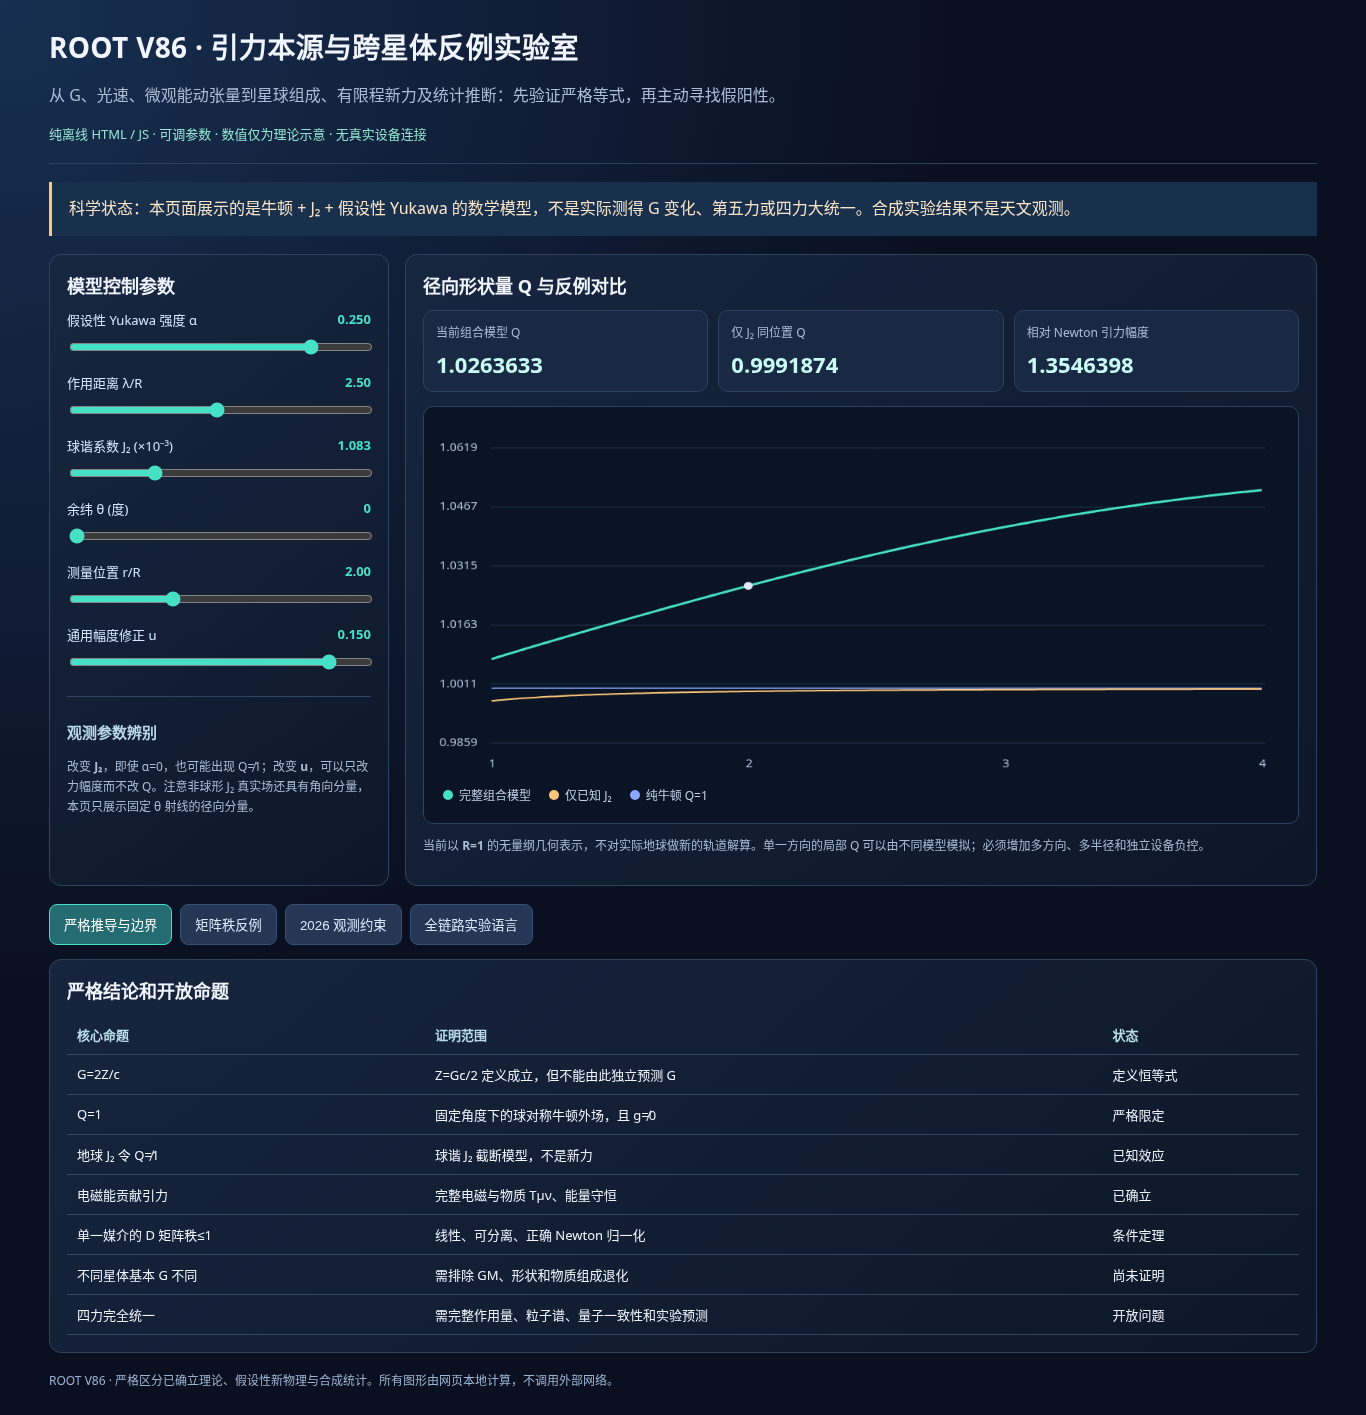 ROOT V86 · 引力本源与跨星体反例实验室
从 G、光速、微观能动张量到星球组成、有限程新力及统计推断：先验证严格等式，再主动寻找假阳性。
纯离线 HTML / JS · 可调参数 · 数值仅为理论示意 · 无真实设备连接
科学状态：本页面展示的是牛顿 + J₂ + 假设性 Yukawa 的数学模型，不是实际测得 G 变化、第五力或四力大统一。合成实验结果不是天文观测。
模型控制参数
假设性 Yukawa 强度 α 0.250
作用距离 λ/R 2.50
球谐系数 J₂ (×10⁻³) 1.083
余纬 θ (度) 0
测量位置 r/R 2.00
通用幅度修正 u 0.150
观测参数辨别
改变 J₂，即使 α=0，也可能出现 Q≠1；改变 u，可以只改
力幅度而不改 Q。注意非球形 J₂ 真实场还具有角向分量，
本页只展示固定 θ 射线的径向分量。
径向形状量 Q 与反例对比
当前组合模型 Q
1.0263633
仅 J₂ 同位置 Q
0.9991874
相对 Newton 引力幅度
1.3546398
1.0619
1.0467
1.0315
1.0163
1.0011
0.9859
1 2 3 4
完整组合模型 仅已知 J₂ 纯牛顿 Q=1
当前以 R=1 的无量纲几何表示，不对实际地球做新的轨道解算。单一方向的局部 Q 可以由不同模型模拟；必须增加多方向、多半径和独立设备负控。
严格推导与边界 矩阵秩反例 2026 观测约束 全链路实验语言
严格结论和开放命题
核心命题 证明范围 状态
G=2Z/c Z=Gc/2 定义成立，但不能由此独立预测 G 定义恒等式
Q=1 固定角度下的球对称牛顿外场，且 g≠0 严格限定
地球 J₂ 令 Q≠1 球谐 J₂ 截断模型，不是新力 已知效应
电磁能贡献引力 完整电磁与物质 Tμν、能量守恒 已确立
单一媒介的 D 矩阵秩≤1 线性、可分离、正确 Newton 归一化 条件定理
不同星体基本 G 不同 需排除 GM、形状和物质组成退化 尚未证明
四力完全统一 需完整作用量、粒子谱、量子一致性和实验预测 开放问题
ROOT V86 · 严格区分已确立理论、假设性新物理与合成统计。所有图形由网页本地计算，不调用外部网络。